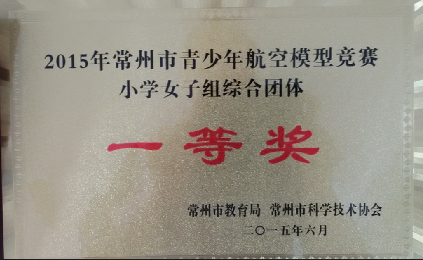 2015年常州市青少年航空模型竞赛
小学女子组综合团体
一等奖
常州市教育局 常州市科学技术协会
二〇一五年六月